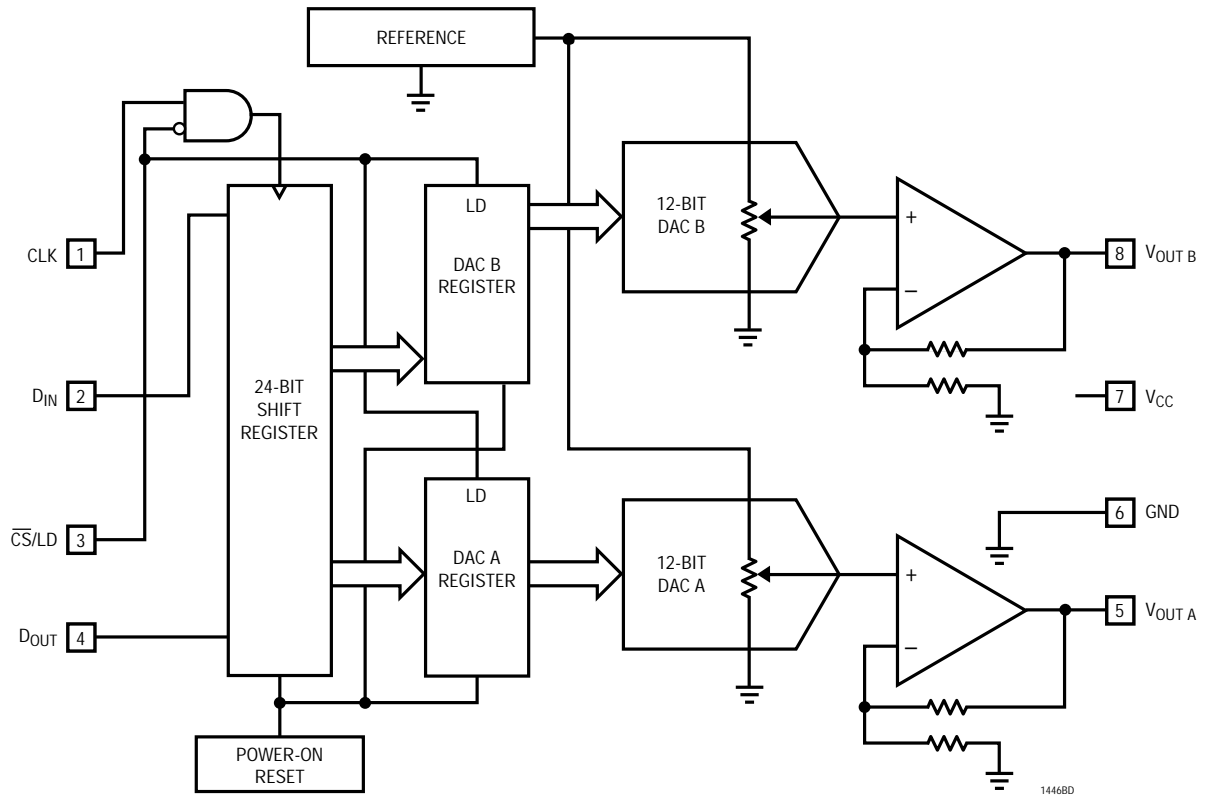 REFERENCE
CLK 1
D_IN 2
C̅S̅/LD 3
D_OUT 4
24-BIT
SHIFT
REGISTER
POWER-ON
RESET
LD
DAC B
REGISTER
LD
DAC A
REGISTER
12-BIT
DAC B
12-BIT
DAC A
+
−
+
−
8 V_OUT B
7 V_CC
6 GND
5 V_OUT A
1446BD